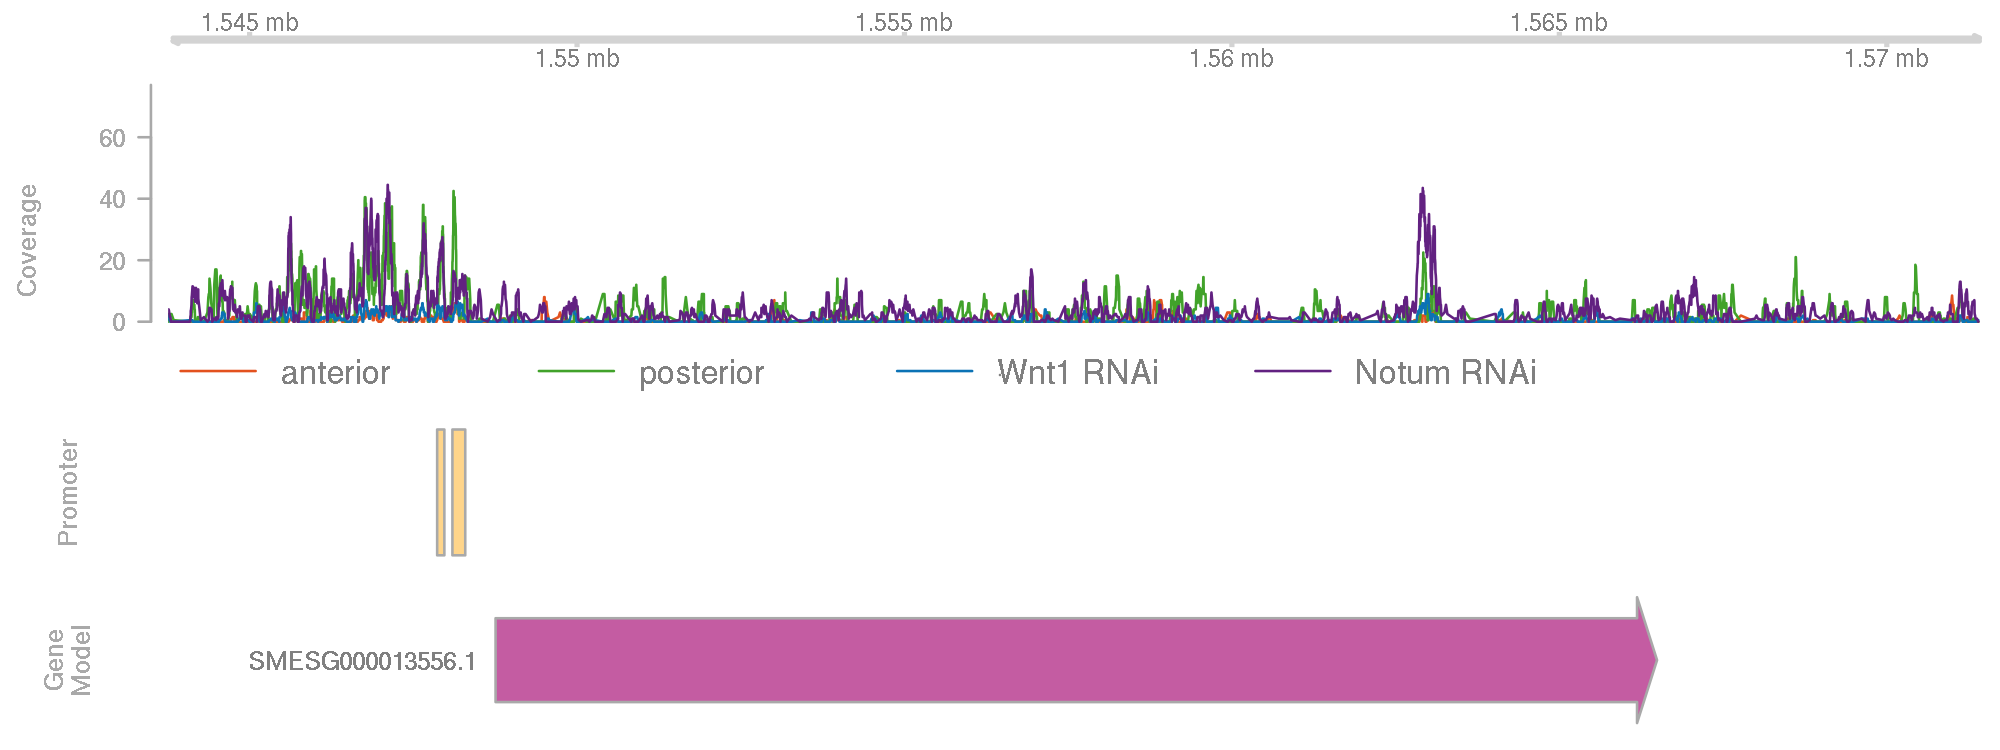 1.545 mb
1.555 mb
1.565 mb
1.55 mb
1.56 mb
1.57 mb
Coverage
60
40
20
0
anterior
posterior
Wnt1 RNAi
Notum RNAi
Promoter
Gene
Model
SMESG000013556.1